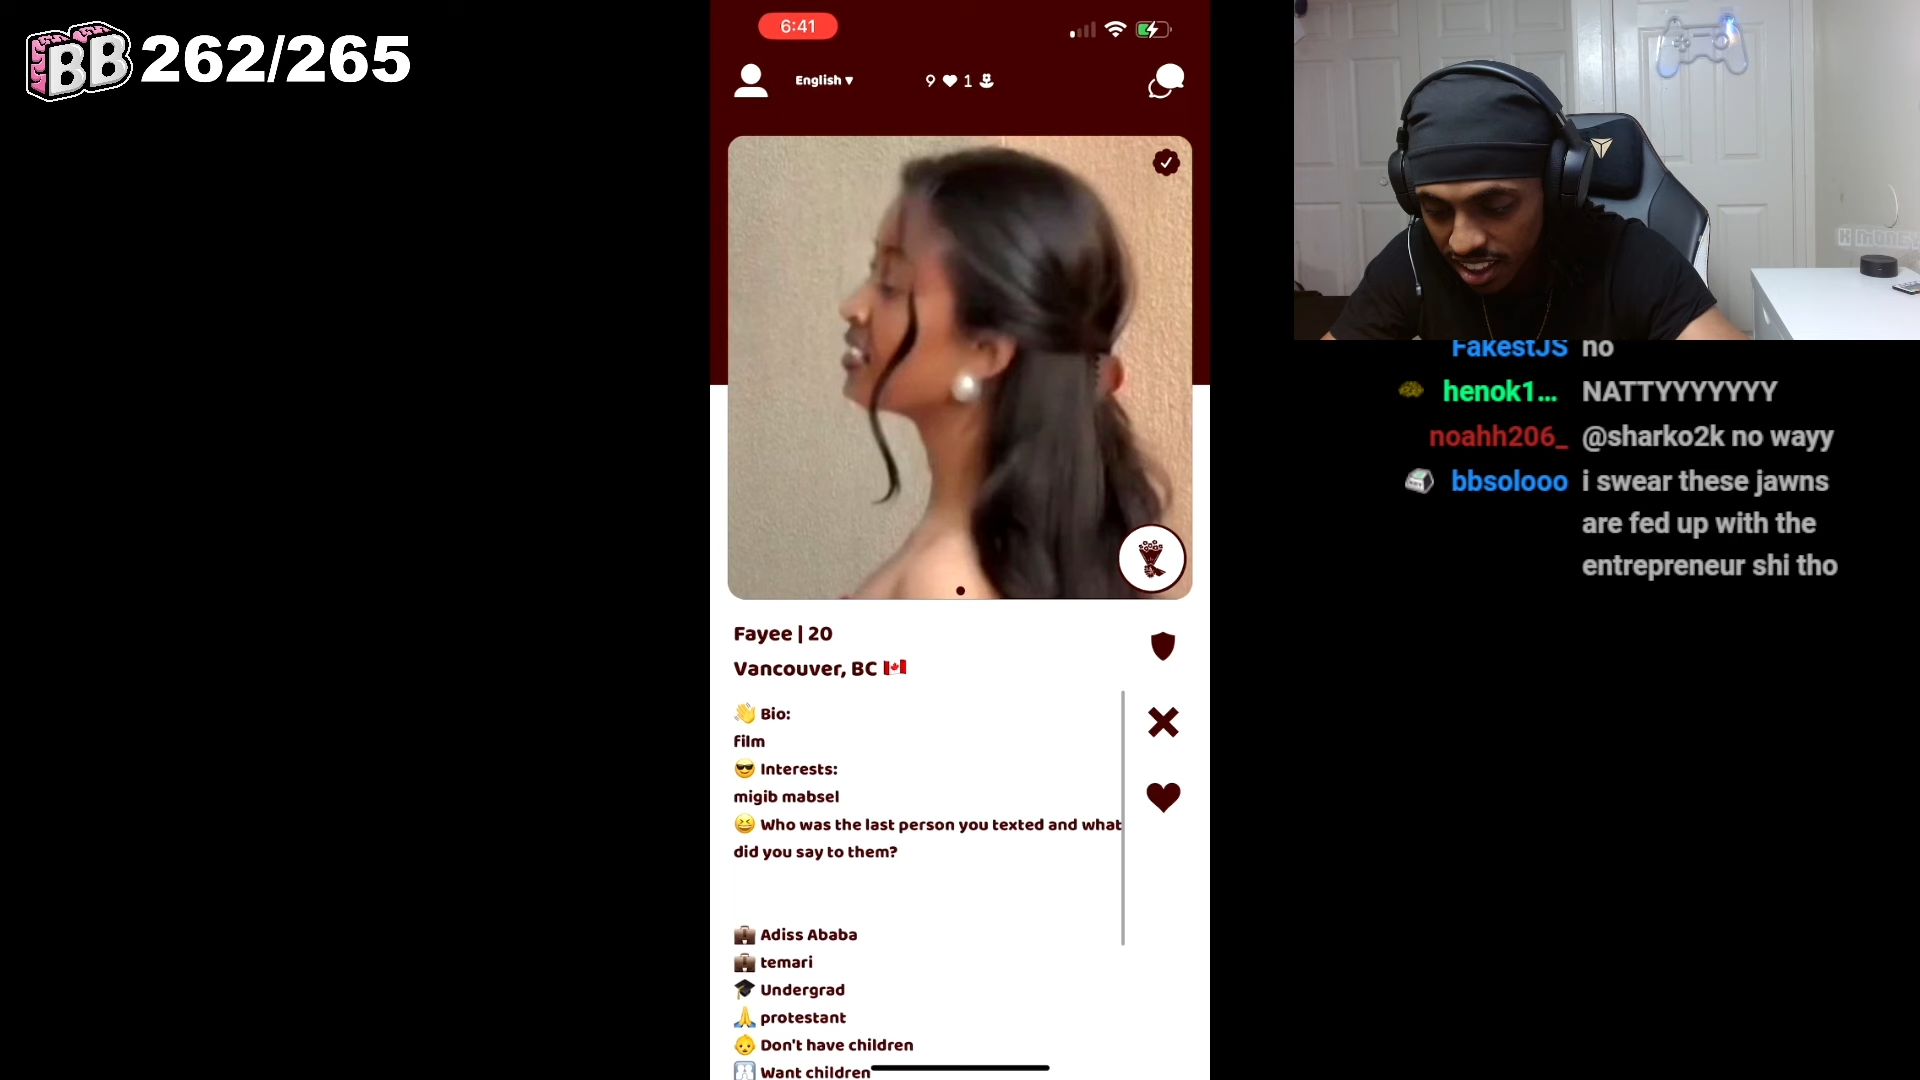 BB 262/265
6:41
English ▾
9 ♥ 1
Fayee | 20
Vancouver, BC 🇨🇦
👋 Bio:
film
😎 Interests:
migib mabsel
😆 Who was the last person you texted and what
did you say to them?
💼 Adiss Ababa
💼 temari
🎓 Undergrad
🙏 protestant
👶 Don't have children
Want children
FakestJS no
henok1... NATTYYYYYYY
noahh206_ @sharko2k no wayy
bbsolooo i swear these jawns
are fed up with the
entrepreneur shi tho